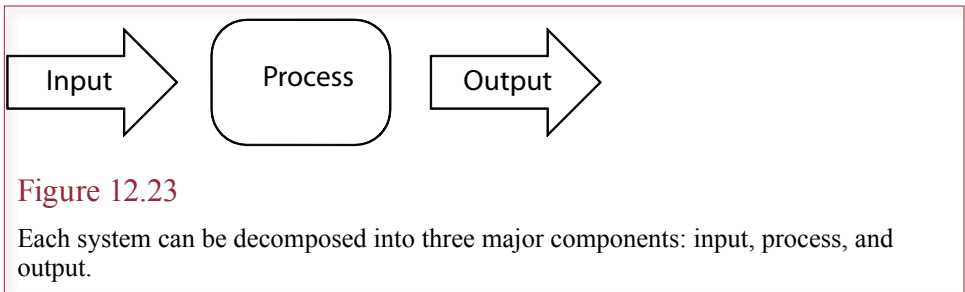 Input
Process
Output
Figure 12.23
Each system can be decomposed into three major components: input, process, and
output.